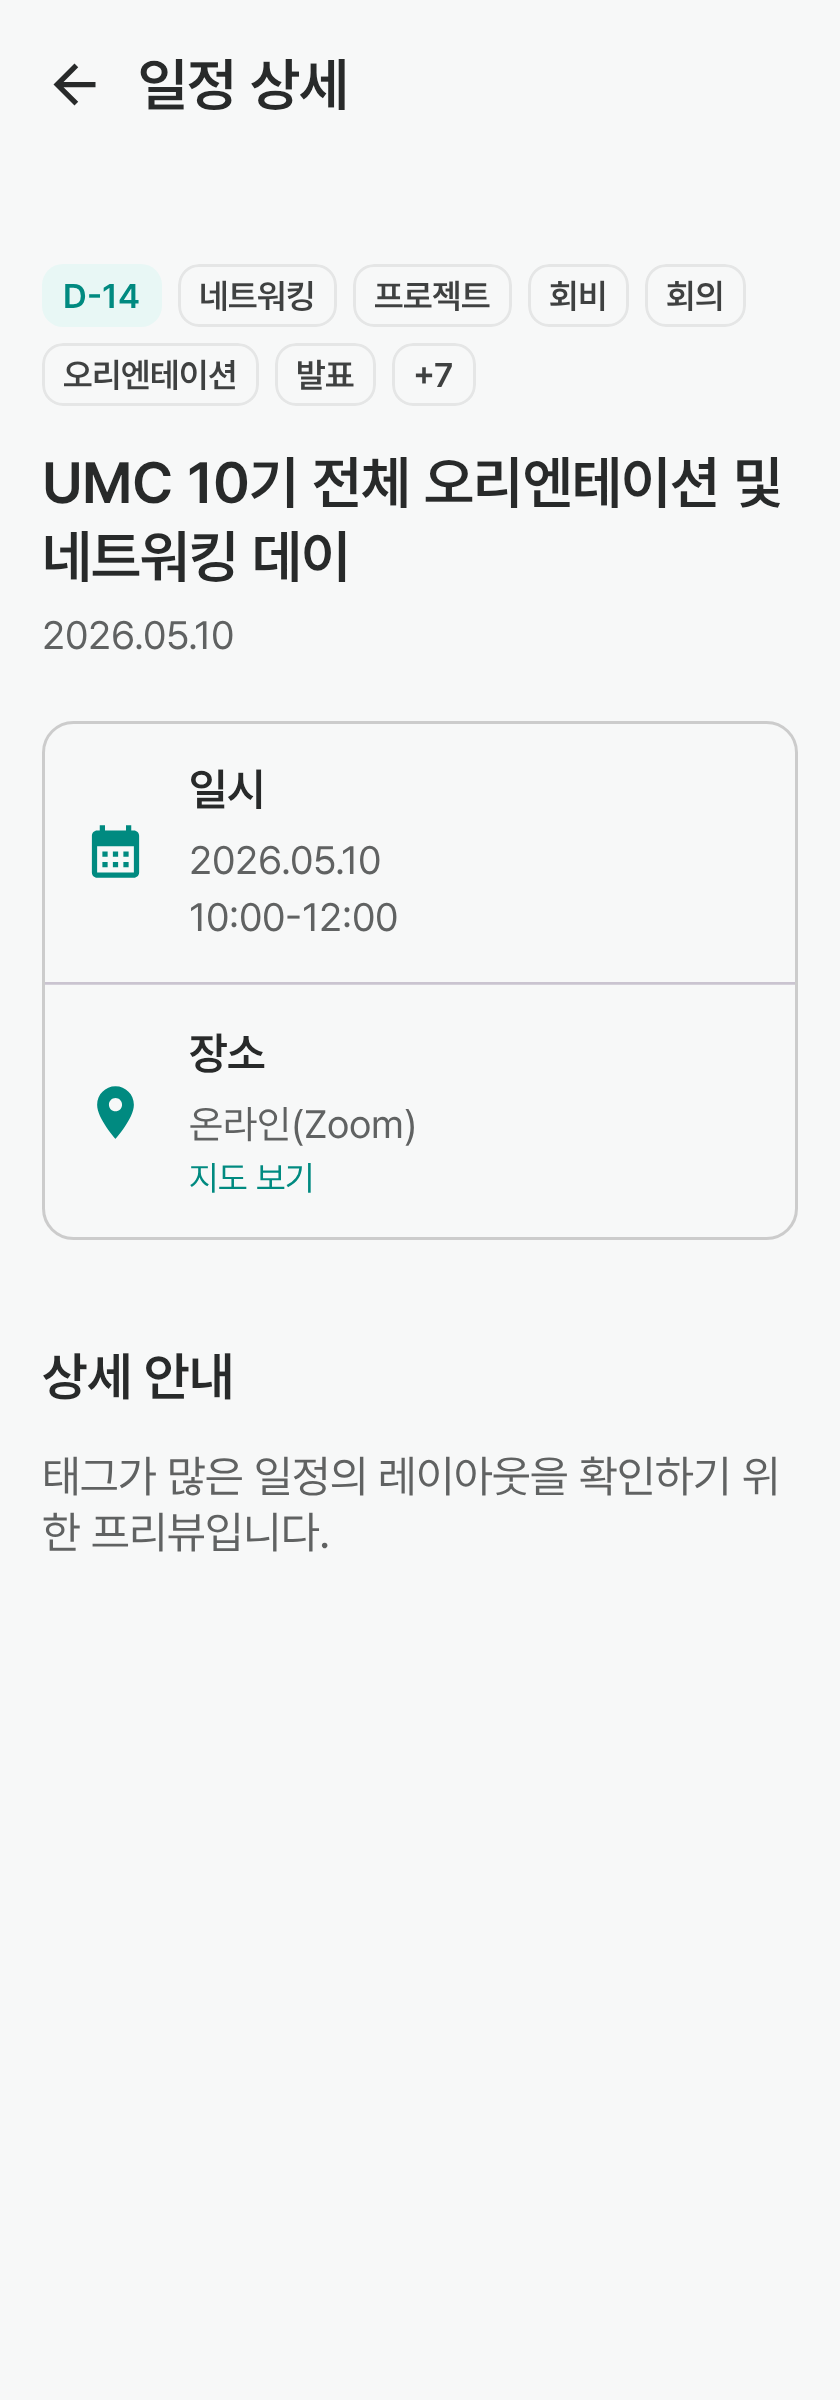 일정 상세
D-14 네트워킹 프로젝트 회비 회의
오리엔테이션 발표 +7
UMC 10기 전체 오리엔테이션 및
네트워킹 데이
2026.05.10
일시
2026.05.10
10:00-12:00
장소
온라인(Zoom)
지도 보기
상세 안내
태그가 많은 일정의 레이아웃을 확인하기 위
한 프리뷰입니다.